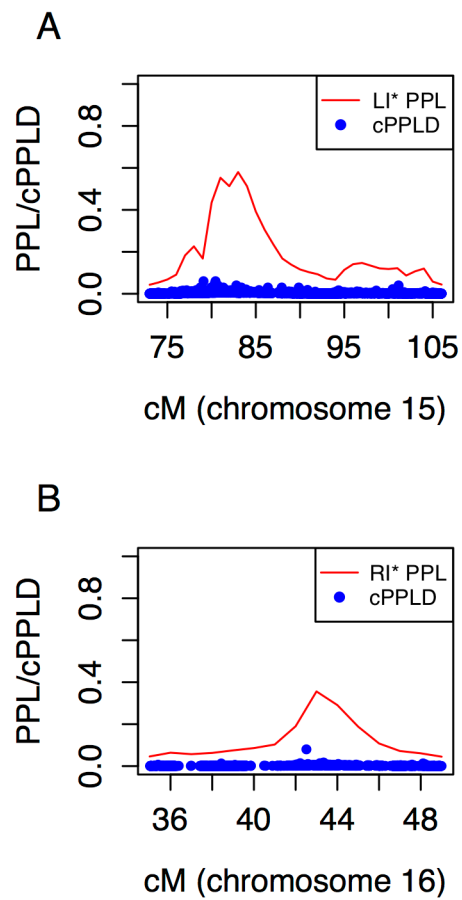 A
PPL/cPPLD
0.8
0.4
0.0
LI* PPL
cPPLD
75 85 95 105
cM (chromosome 15)
B
PPL/cPPLD
0.8
0.4
0.0
RI* PPL
cPPLD
36 40 44 48
cM (chromosome 16)